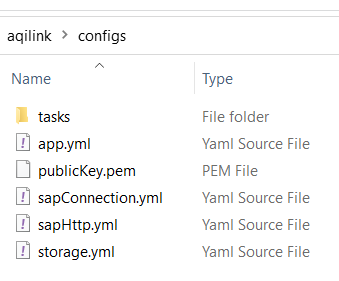 aqilink > configs
Name Type
tasks File folder
app.yml Yaml Source File
publicKey.pem PEM File
sapConnection.yml Yaml Source File
sapHttp.yml Yaml Source File
storage.yml Yaml Source File